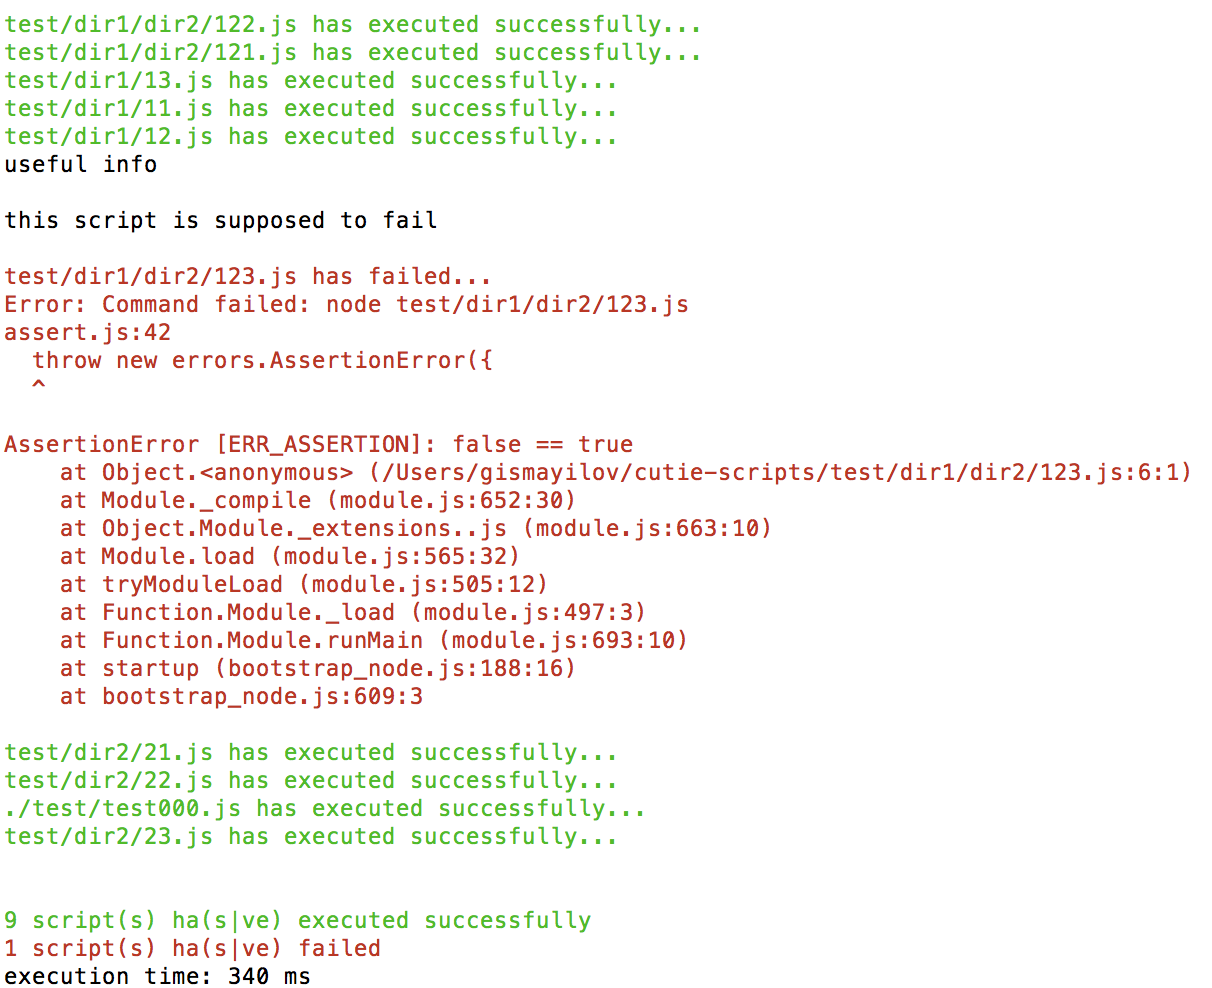 test/dir1/dir2/122.js has executed successfully...
test/dir1/dir2/121.js has executed successfully...
test/dir1/13.js has executed successfully...
test/dir1/11.js has executed successfully...
test/dir1/12.js has executed successfully...
useful info
this script is supposed to fail
test/dir1/dir2/123.js has failed...
Error: Command failed: node test/dir1/dir2/123.js
assert.js:42
  throw new errors.AssertionError({
  ^
AssertionError [ERR_ASSERTION]: false == true
    at Object.<anonymous> (/Users/gismayilov/cutie-scripts/test/dir1/dir2/123.js:6:1)
    at Module._compile (module.js:652:30)
    at Object.Module._extensions..js (module.js:663:10)
    at Module.load (module.js:565:32)
    at tryModuleLoad (module.js:505:12)
    at Function.Module._load (module.js:497:3)
    at Function.Module.runMain (module.js:693:10)
    at startup (bootstrap_node.js:188:16)
    at bootstrap_node.js:609:3
test/dir2/21.js has executed successfully...
test/dir2/22.js has executed successfully...
./test/test000.js has executed successfully...
test/dir2/23.js has executed successfully...
9 script(s) ha(s|ve) executed successfully
1 script(s) ha(s|ve) failed
execution time: 340 ms